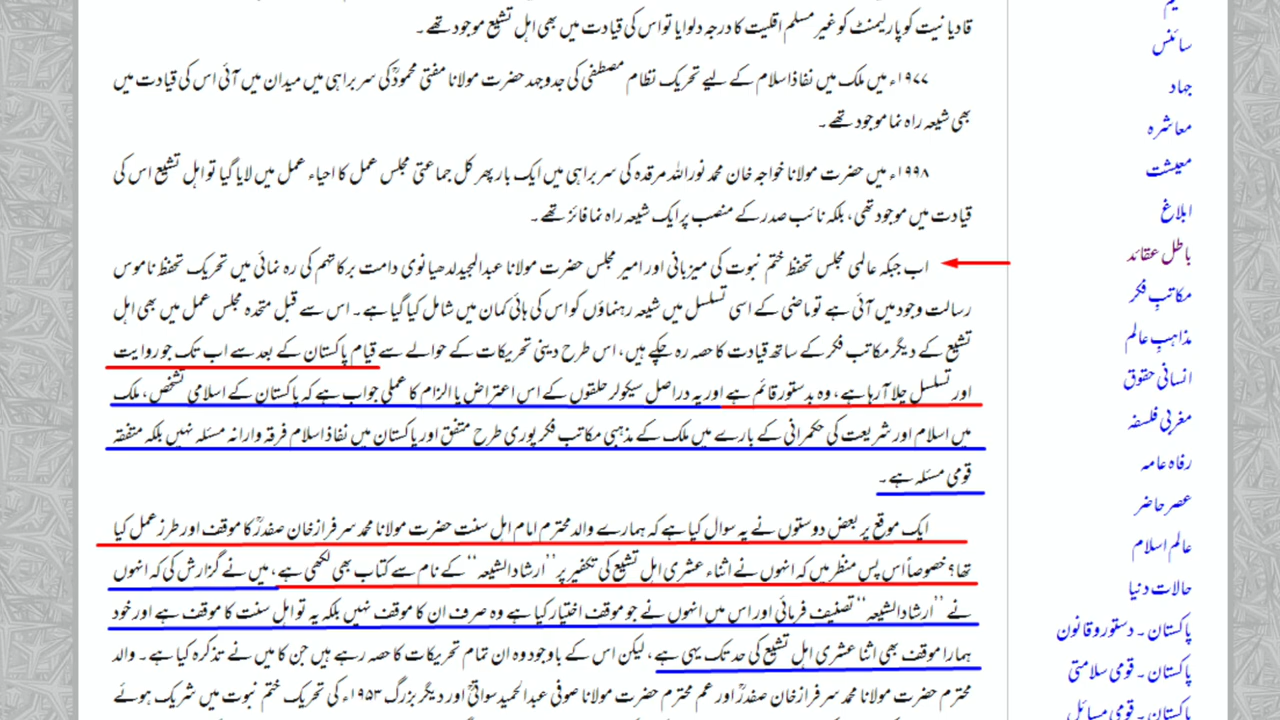 قادیانیت کو پارلیمنٹ کو غیر مسلم اقلیت کا درجہ دلوایا تو اس کی قیادت میں بھی اہل تشیع موجود تھے۔
۱۹۷۷ء میں ملک میں نفاذ اسلام کے لیے تحریک نظام مصطفی کی جدوجہد حضرت مولانا مفتی محمودؒ کی سربراہی میں میدان میں آئی اس کی قیادت میں
بھی شیعہ راہ نما موجود تھے۔
۱۹۹۸ء میں حضرت مولانا خواجہ خان محمد نور اللہ مرقدہ کی سربراہی میں ایک بار پھر کل جماعتی مجلس عمل کا احیاء عمل میں لایا گیا تو اہل تشیع اس کی
قیادت میں موجود تھی، بلکہ نائب صدر کے منصب پر ایک شیعہ راہ نما فائز تھے۔
اب جبکہ عالمی مجلس تحفظ ختم نبوت کی میزبانی اور امیر مجلس حضرت مولانا عبدالمجید لدھیانوی دامت برکاتہم کی رہ نمائی میں تحریک تحفظ ناموس
رسالت وجود میں آئی ہے تو ماضی کے اسی تسلسل میں شیعہ رہنماؤں کو اس کی ہائی کمان میں شامل کیا گیا ہے۔ اس سے قبل متحدہ مجلس عمل میں بھی اہل
تشیع کے دیگر مکاتب فکر کے ساتھ قیادت کا حصہ رہ چکے ہیں، اس طرح دینی تحریکات کے حوالے سے قیام پاکستان کے بعد سے اب تک جو روایت
اور تسلسل چلا آ رہا ہے، وہ بدستور قائم ہے اور یہ دراصل سیکولر حلقوں کے اس اعتراض یا الزام کا عملی جواب ہے کہ پاکستان کے اسلامی تشخص، ملک
میں اسلام اور شریعت کی حکمرانی کے بارے میں ملک کے مذہبی مکاتب فکر پوری طرح متفق اور پاکستان میں نفاذ اسلام فرقہ وارانہ مسئلہ نہیں بلکہ متفقہ
قومی مسئلہ ہے۔
ایک موقع پر بعض دوستوں نے یہ سوال کیا ہے کہ ہمارے والد محترم امام اہل سنت حضرت مولانا محمد سرفراز خان صفدرؒ کا موقف اور طرز عمل کیا
تھا؟ خصوصاً اس پس منظر میں کہ انہوں نے اثناء عشری اہل تشیع کی تکفیر پر ’’ارشاد الشیعہ‘‘ کے نام سے کتاب بھی لکھی ہے، میں نے گزارش کی کہ انہوں
نے ’’ارشاد الشیعہ‘‘ تصنیف فرمائی اور اس میں انہوں نے جو موقف اختیار کیا ہے وہ صرف ان کا موقف نہیں بلکہ یہ تو اہل سنت کا موقف ہے اور خود
ہمارا موقف بھی اثنا عشری اہل تشیع کی حد تک یہی ہے، لیکن اس کے باوجود وہ ان تمام تحریکات کا حصہ رہے ہیں جن کا میں نے تذکرہ کیا ہے۔ والد
محترم حضرت مولانا محمد سرفراز خان صفدرؒ اور عم محترم حضرت مولانا صوفی عبدالحمید سواتیؒ اور دیگر بزرگ ۱۹۵۳ء کی تحریک ختم نبوت میں شریک ہوئے
سائنس
جہاد
معاشرہ
معیشت
ابلاغ
باطل عقائد
مکاتبِ فکر
مذاہبِ عالم
انسانی حقوق
مغربی فلسفہ
رفاہ عامہ
عصر حاضر
عالم اسلام
حالات دنیا
پاکستان ۔ دستور و قانون
پاکستان ۔ قومی سلامتی
پاکستان ۔ قومی مسائل